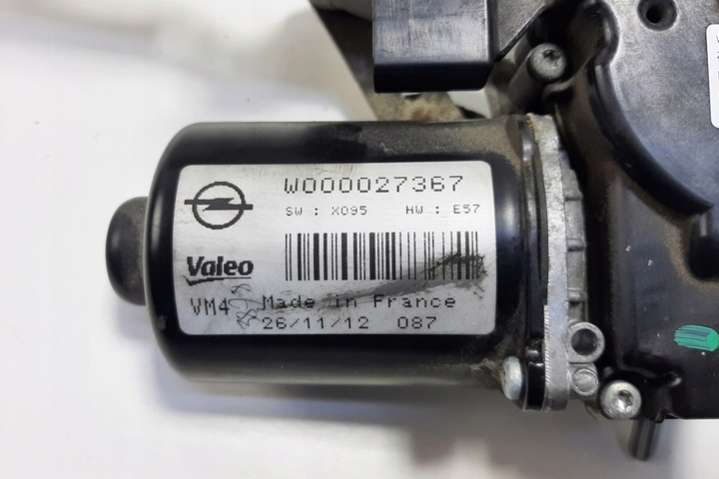 W000027367
SW : X095 HW : E57
Valeo
VM4
Made in France
26/11/12 087